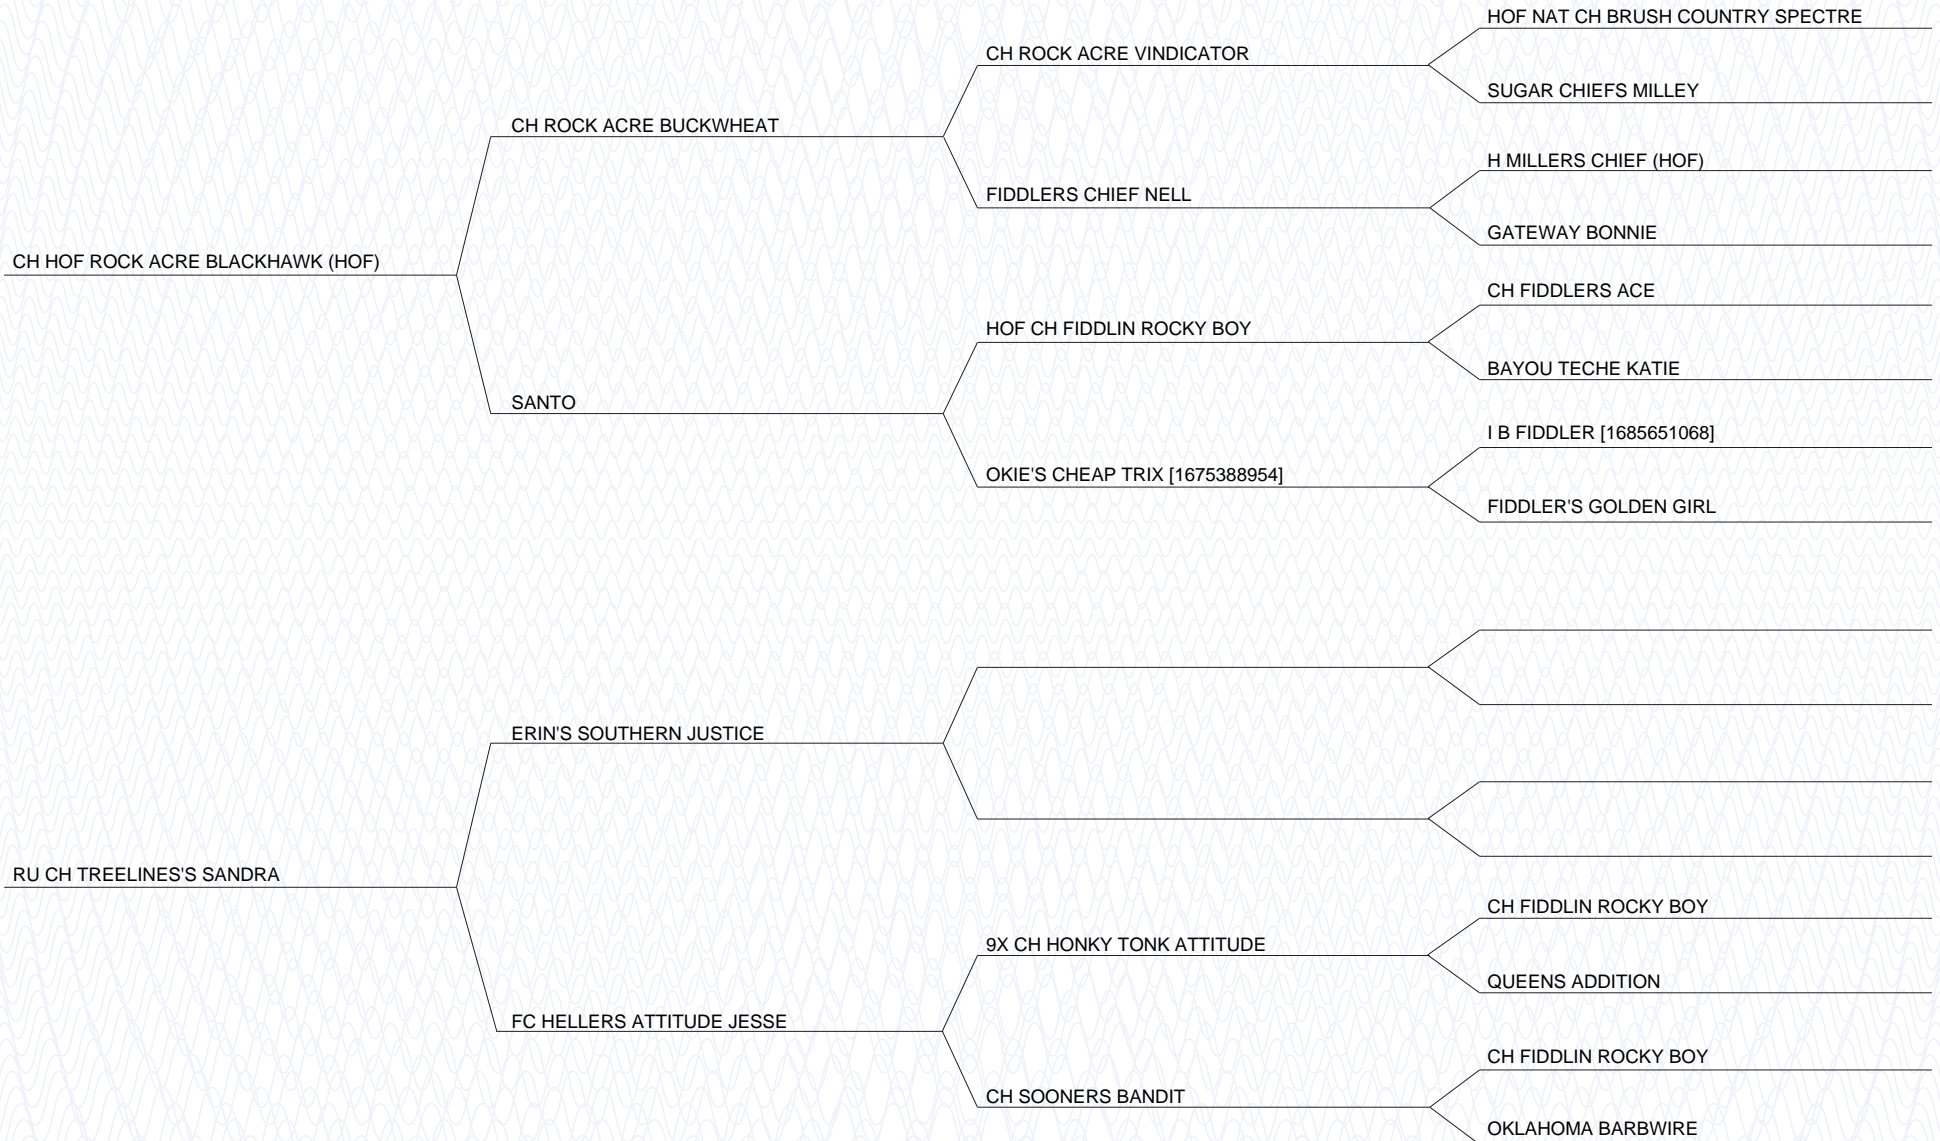 HOF NAT CH BRUSH COUNTRY SPECTRE
CH ROCK ACRE VINDICATOR
SUGAR CHIEFS MILLEY
CH ROCK ACRE BUCKWHEAT
H MILLERS CHIEF (HOF)
FIDDLERS CHIEF NELL
GATEWAY BONNIE
CH HOF ROCK ACRE BLACKHAWK (HOF)
CH FIDDLERS ACE
HOF CH FIDDLIN ROCKY BOY
BAYOU TECHE KATIE
SANTO
I B FIDDLER [1685651068]
OKIE'S CHEAP TRIX [1675388954]
FIDDLER'S GOLDEN GIRL
ERIN'S SOUTHERN JUSTICE
RU CH TREELINES'S SANDRA
CH FIDDLIN ROCKY BOY
9X CH HONKY TONK ATTITUDE
QUEENS ADDITION
FC HELLERS ATTITUDE JESSE
CH FIDDLIN ROCKY BOY
CH SOONERS BANDIT
OKLAHOMA BARBWIRE